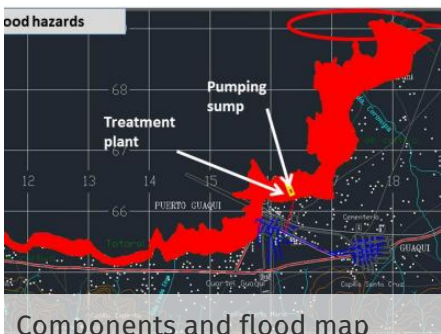 ood hazards
68
Pumping
sump
Treatment
plant
67
12
13
14
15
18
66
PUERTO GUAQUI
Cementerio
GUAQUI
Components and flood map